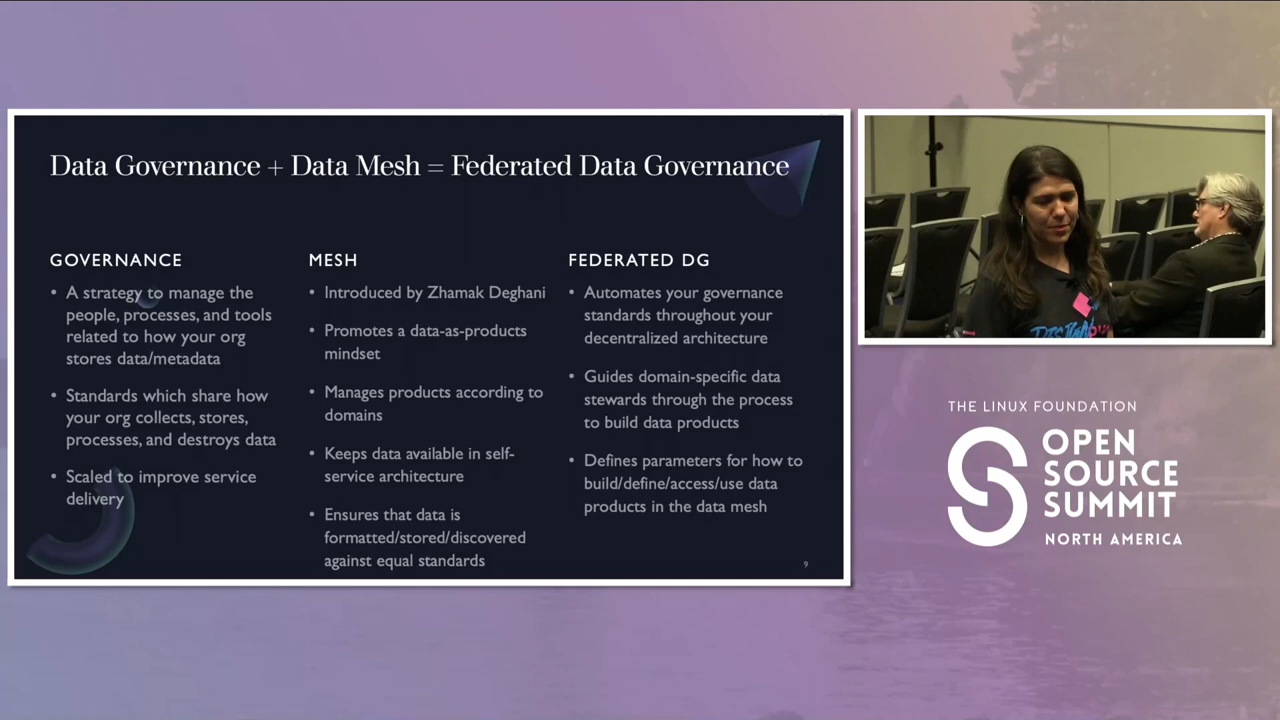 Data Governance + Data Mesh = Federated Data Governance
GOVERNANCE
• A strategy to manage the
people, processes, and tools
related to how your org
stores data/metadata
• Standards which share how
your org collects, stores,
processes, and destroys data
• Scaled to improve service
delivery
MESH
• Introduced by Zhamak Deghani
• Promotes a data-as-products
mindset
• Manages products according to
domains
• Keeps data available in self-
service architecture
• Ensures that data is
formatted/stored/discovered
against equal standards
FEDERATED DG
• Automates your governance
standards throughout your
decentralized architecture
• Guides domain-specific data
stewards through the process
to build data products
• Defines parameters for how to
build/define/access/use data
products in the data mesh
9
THE LINUX FOUNDATION
OPEN
SOURCE
SUMMIT
NORTH AMERICA